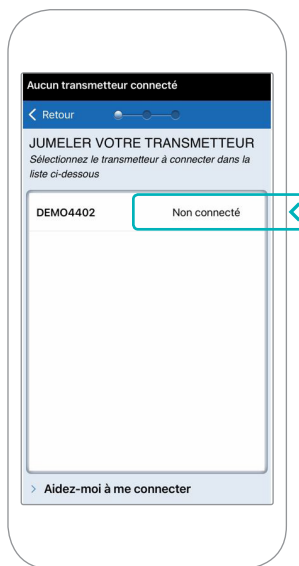 Aucun transmetteur connecté
Retour
JUMELER VOTRE TRANSMETTEUR
Sélectionnez le transmetteur à connecter dans la
liste ci-dessous
DEMO4402 Non connecté
Aidez-moi à me connecter